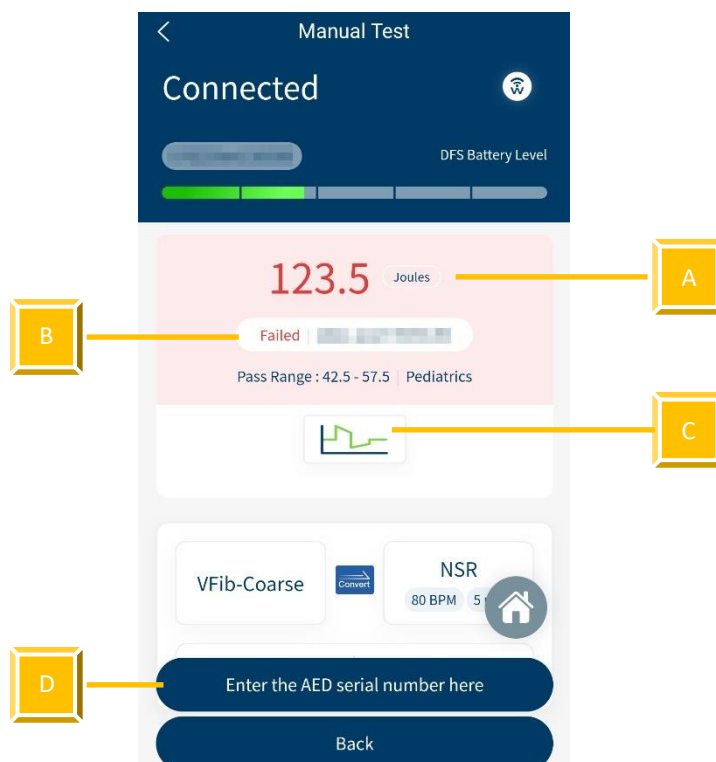 Manual Test
Connected
DFS Battery Level
123.5 Joules
A
B
Failed
Pass Range : 42.5 - 57.5 | Pediatrics
C
VFib-Coarse
Convert
NSR
80 BPM 5
D
Enter the AED serial number here
Back